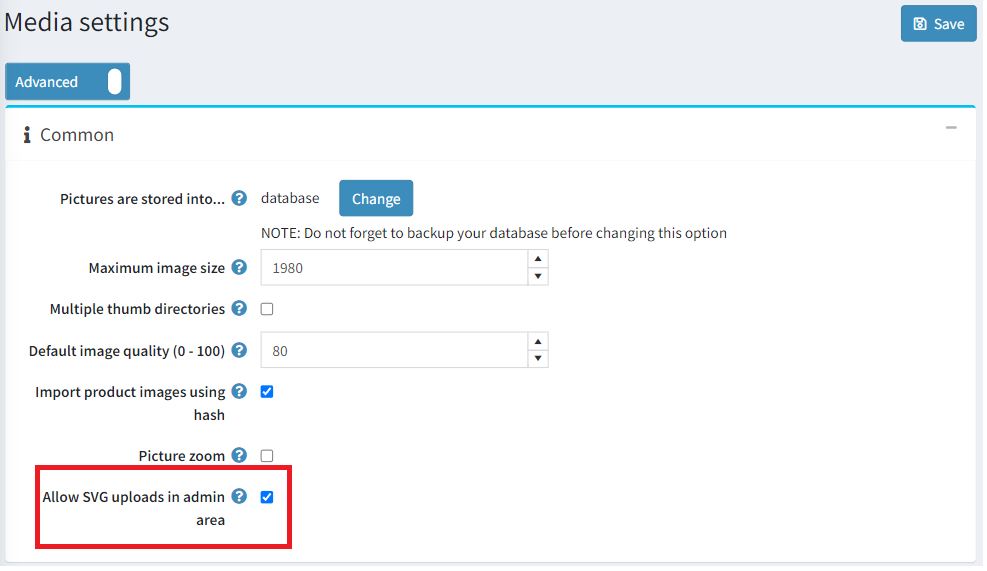 Media settings
Save
Advanced
Common
Pictures are stored into... database Change
NOTE: Do not forget to backup your database before changing this option
Maximum image size 1980
Multiple thumb directories
Default image quality (0 - 100) 80
Import product images using
hash
Picture zoom
Allow SVG uploads in admin
area